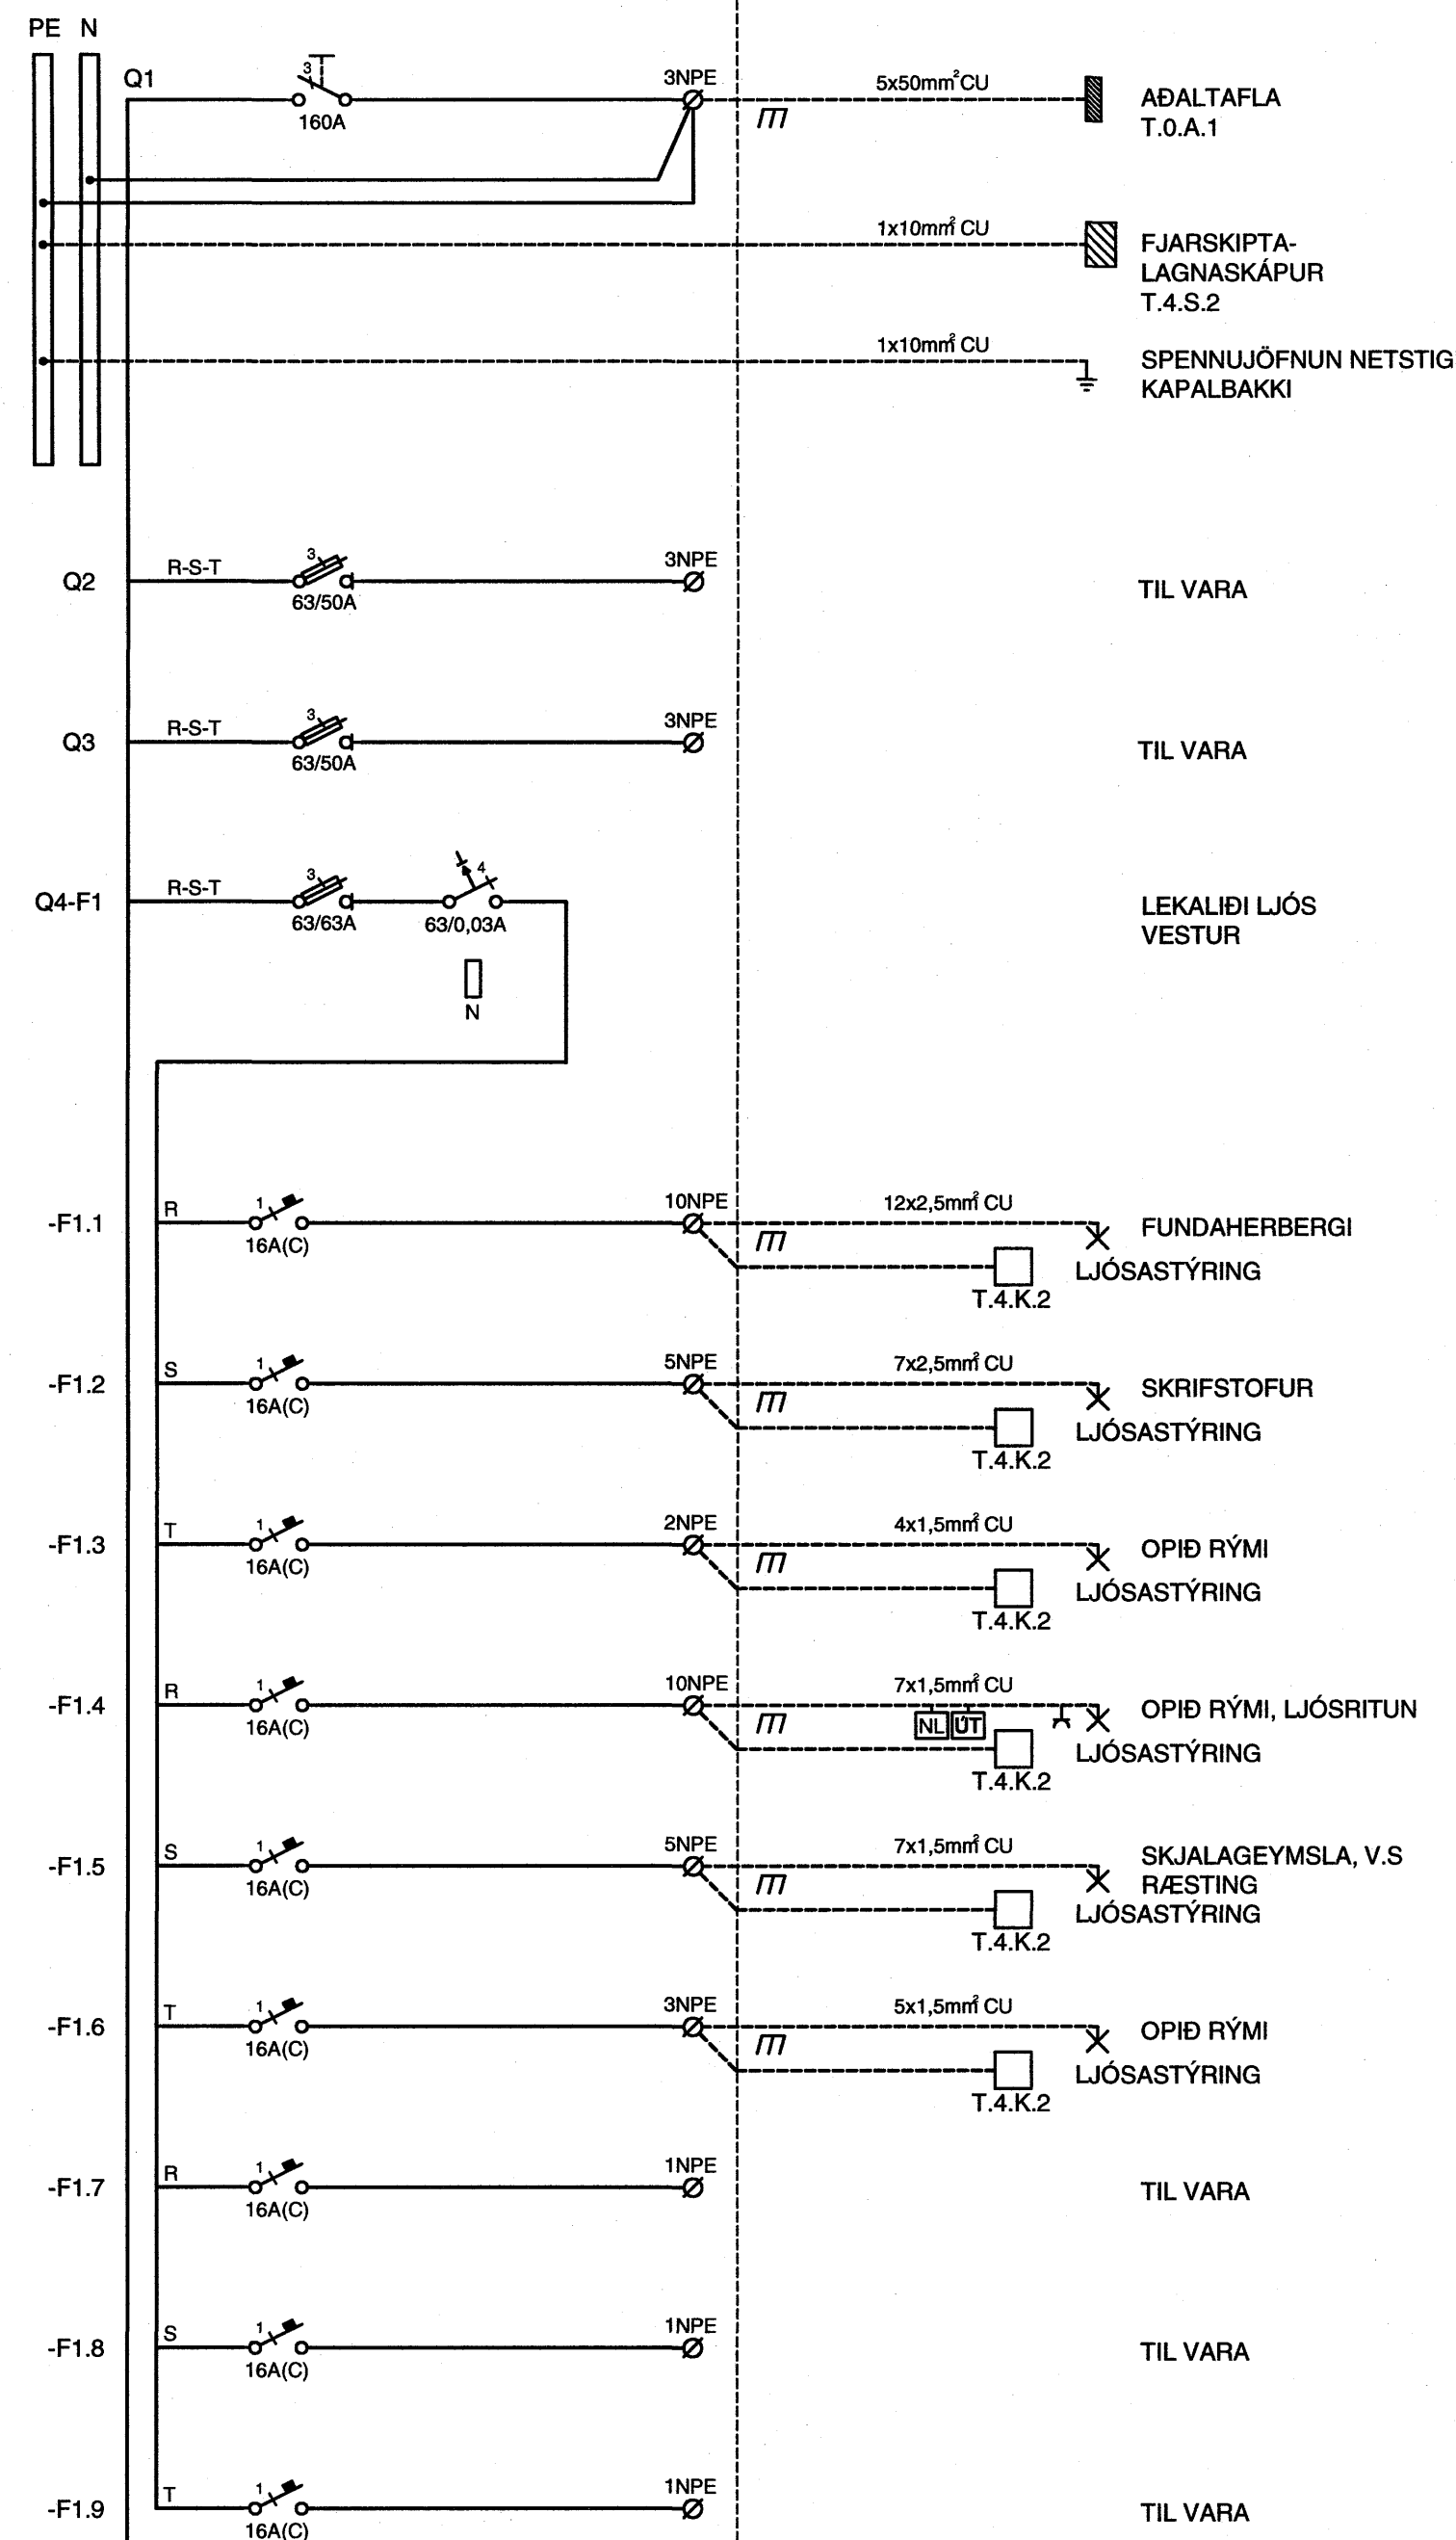 PE N
Q1
3
160A
3NPE
5x50mm² CU
AÐALTAFLA
T.0.A.1
1x10mm² CU
FJARSKIPTA-
LAGNASKÁPUR
T.4.S.2
1x10mm² CU
SPENNUJÖFNUN NETSTIG
KAPALBAKKI
Q2
R-S-T
3
63/50A
3NPE
TIL VARA
Q3
R-S-T
3
63/50A
3NPE
TIL VARA
Q4-F1
R-S-T
3
63/63A
4
63/0,03A
N
LEKALIÐI LJÓS
VESTUR
-F1.1
R
1
16A(C)
10NPE
12x2,5mm² CU
FUNDAHERBERGI
LJÓSASTÝRING
T.4.K.2
-F1.2
S
1
16A(C)
5NPE
7x2,5mm² CU
SKRIFSTOFUR
LJÓSASTÝRING
T.4.K.2
-F1.3
T
1
16A(C)
2NPE
4x1,5mm² CU
OPIÐ RÝMI
LJÓSASTÝRING
T.4.K.2
-F1.4
R
1
16A(C)
10NPE
7x1,5mm² CU
NL ÚT
OPIÐ RÝMI, LJÓSRITUN
LJÓSASTÝRING
T.4.K.2
-F1.5
S
1
16A(C)
5NPE
7x1,5mm² CU
SKJALAGEYMSLA, V.S
RÆSTING
LJÓSASTÝRING
T.4.K.2
-F1.6
T
1
16A(C)
3NPE
5x1,5mm² CU
OPIÐ RÝMI
LJÓSASTÝRING
T.4.K.2
-F1.7
R
1
16A(C)
1NPE
TIL VARA
-F1.8
S
1
16A(C)
1NPE
TIL VARA
-F1.9
T
1
16A(C)
1NPE
TIL VARA